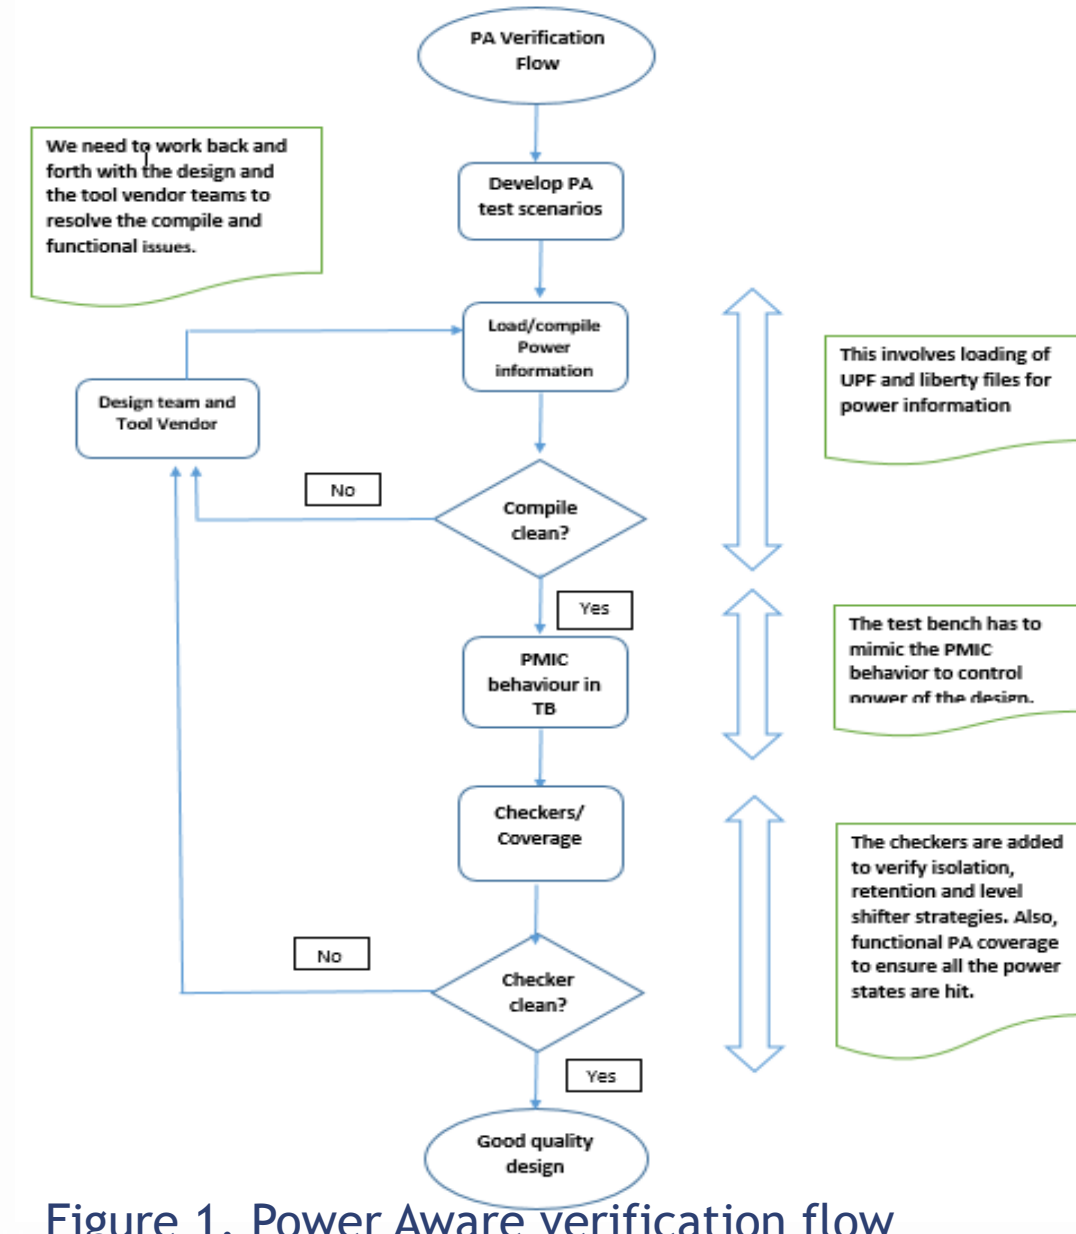 PA Verification
Flow
We need to work back and
forth with the design and
the tool vendor teams to
resolve the compile and
functional issues.
Develop PA
test scenarios
Load/compile
Power
information
This involves loading of
UPF and liberty files for
power information
Design team and
Tool Vendor
No
Compile
clean?
Yes
The test bench has to
mimic the PMIC
behavior to control
power of the design.
PMIC
behaviour in
TB
Checkers/
Coverage
The checkers are added
to verify isolation,
retention and level
shifter strategies. Also,
functional PA coverage
to ensure all the power
states are hit.
No
Checker
clean?
Yes
Good quality
design
Figure 1. Power Aware verification flow